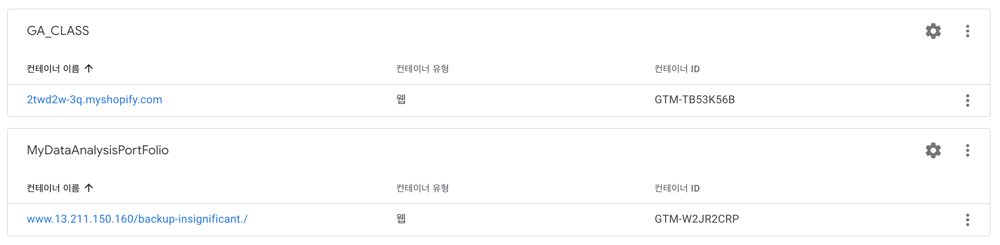 GA_CLASS
컨테이너 이름 컨테이너 유형 컨테이너 ID
2twd2w-3q.myshopify.com 웹 GTM-TB53K56B
MyDataAnalysisPortFolio
컨테이너 이름 컨테이너 유형 컨테이너 ID
www.13.211.150.160/backup-insignificant./ 웹 GTM-W2JR2CRP